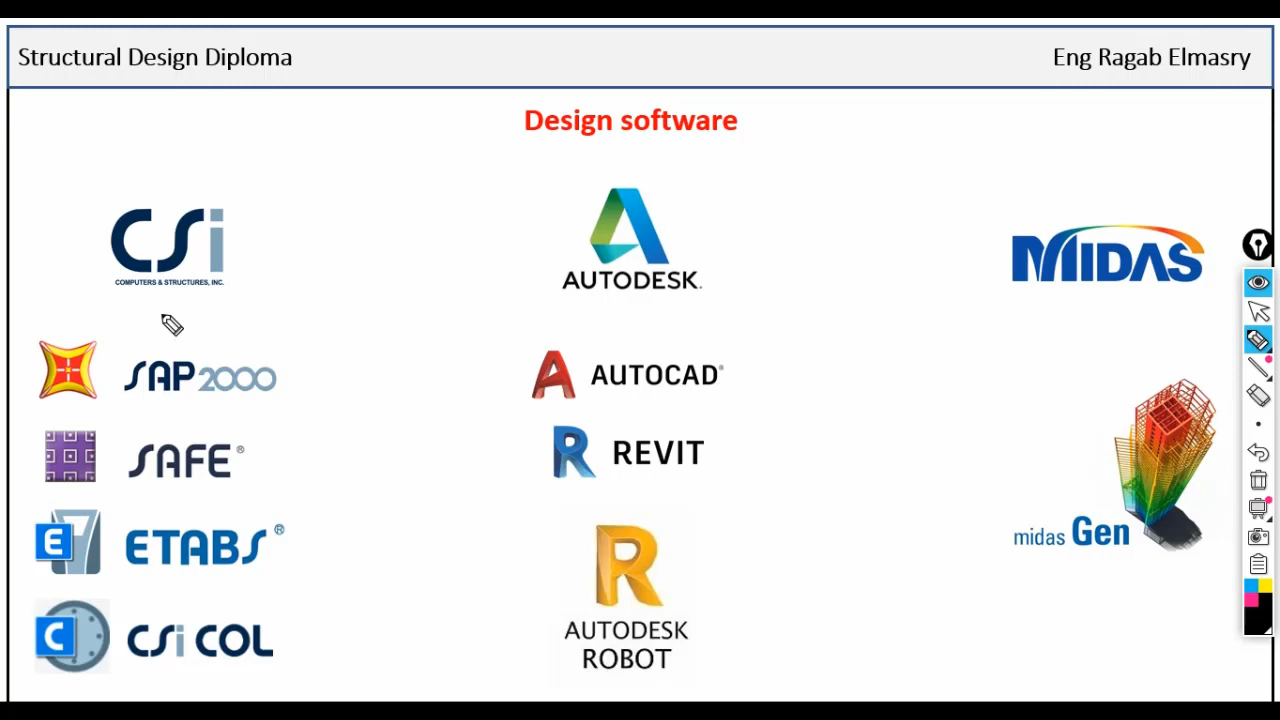 Structural Design Diploma
Eng Ragab Elmasry
Design software
CSi
COMPUTERS & STRUCTURES, INC.
SAP2000
SAFE®
E
ETABS®
C
CSi COL
AUTODESK.
A AUTOCAD®
R REVIT
R
AUTODESK
ROBOT
MIDAS
midas Gen